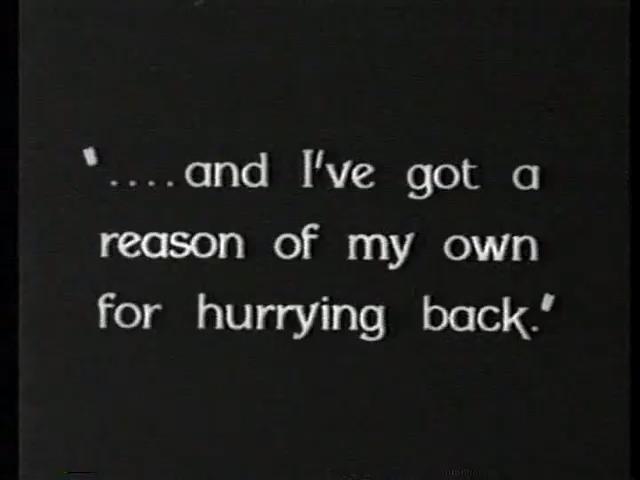 '....and I've got a
reason of my own
for hurrying back.'